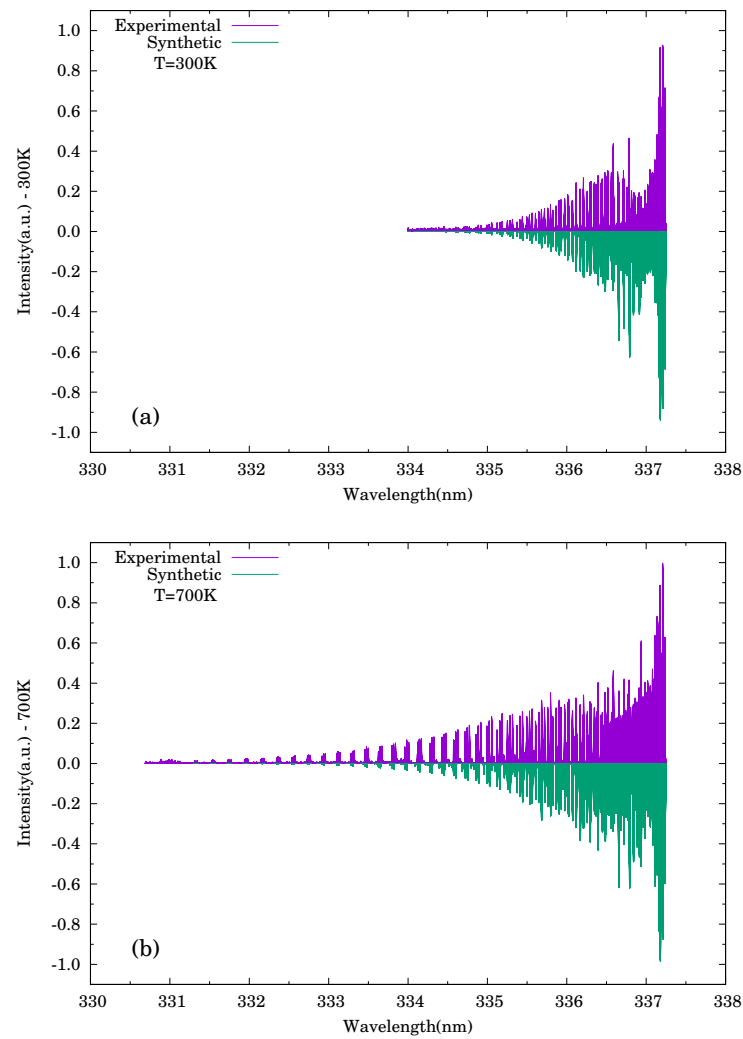 Experimental
Synthetic
T=300K
1.0
0.8
0.6
0.4
0.2
0.0
-0.2
-0.4
-0.6
-0.8
-1.0
Intensity(a.u.) - 300K
(a)
330 331 332 333 334 335 336 337 338
Wavelength(nm)
Experimental
Synthetic
T=700K
1.0
0.8
0.6
0.4
0.2
0.0
-0.2
-0.4
-0.6
-0.8
-1.0
Intensity(a.u.) - 700K
(b)
330 331 332 333 334 335 336 337 338
Wavelength(nm)